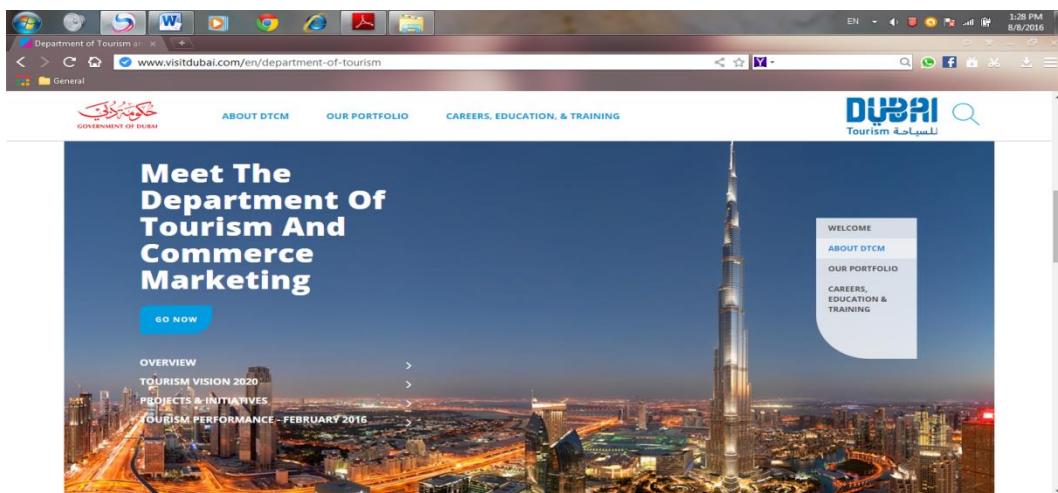 EN
1:28 PM
8/8/2016
Department of Tourism an
www.visitdubai.com/en/department-of-tourism
General
حكومة دبي
GOVERNMENT OF DUBAI
ABOUT DTCM
OUR PORTFOLIO
CAREERS, EDUCATION, & TRAINING
DUBAI
Tourism للسياحة
Meet The
Department Of
Tourism And
Commerce
Marketing
GO NOW
OVERVIEW
TOURISM VISION 2020
PROJECTS & INITIATIVES
TOURISM PERFORMANCE - FEBRUARY 2016
WELCOME
ABOUT DTCM
OUR PORTFOLIO
CAREERS,
EDUCATION &
TRAINING